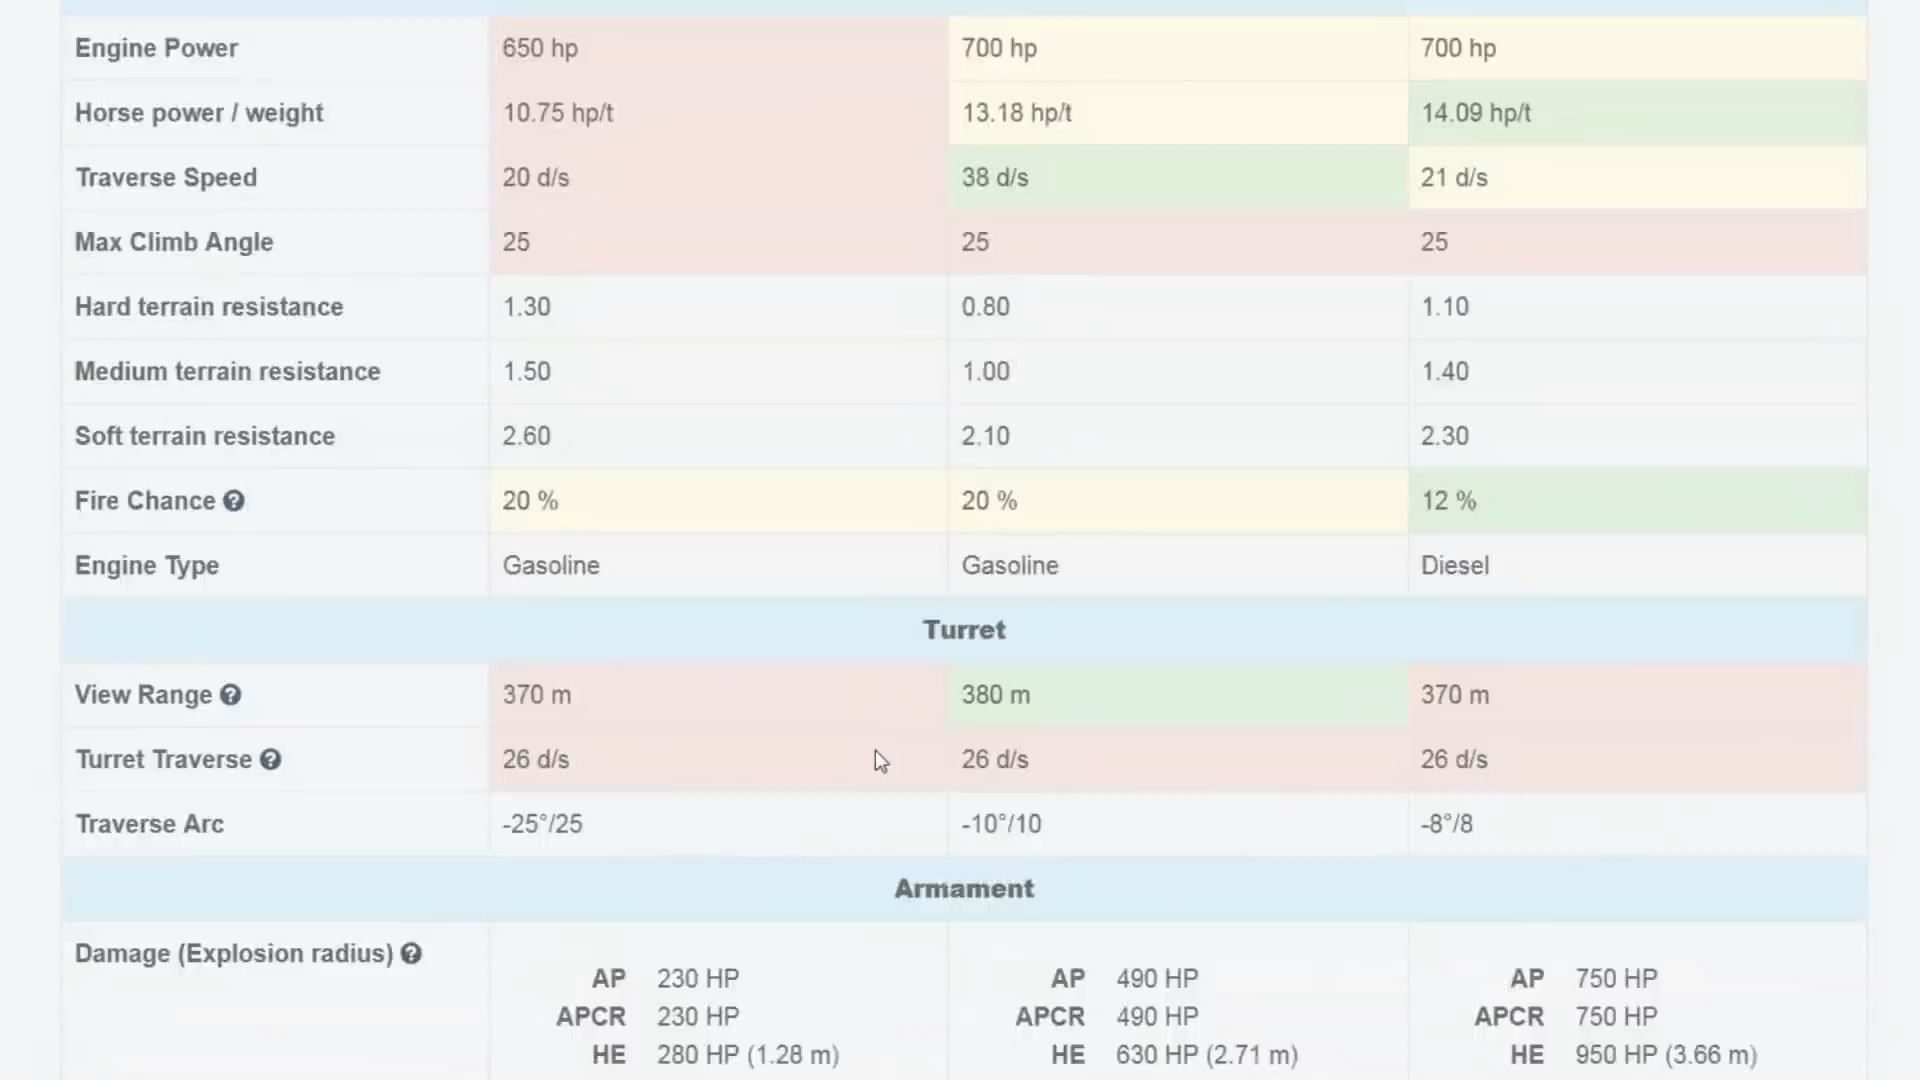 Engine Power 650 hp 700 hp 700 hp
Horse power / weight 10.75 hp/t 13.18 hp/t 14.09 hp/t
Traverse Speed 20 d/s 38 d/s 21 d/s
Max Climb Angle 25 25 25
Hard terrain resistance 1.30 0.80 1.10
Medium terrain resistance 1.50 1.00 1.40
Soft terrain resistance 2.60 2.10 2.30
Fire Chance ? 20 % 20 % 12 %
Engine Type Gasoline Gasoline Diesel
Turret
View Range ? 370 m 380 m 370 m
Turret Traverse ? 26 d/s 26 d/s 26 d/s
Traverse Arc -25°/25 -10°/10 -8°/8
Armament
Damage (Explosion radius) ?
AP 230 HP AP 490 HP AP 750 HP
APCR 230 HP APCR 490 HP APCR 750 HP
HE 280 HP (1.28 m) HE 630 HP (2.71 m) HE 950 HP (3.66 m)